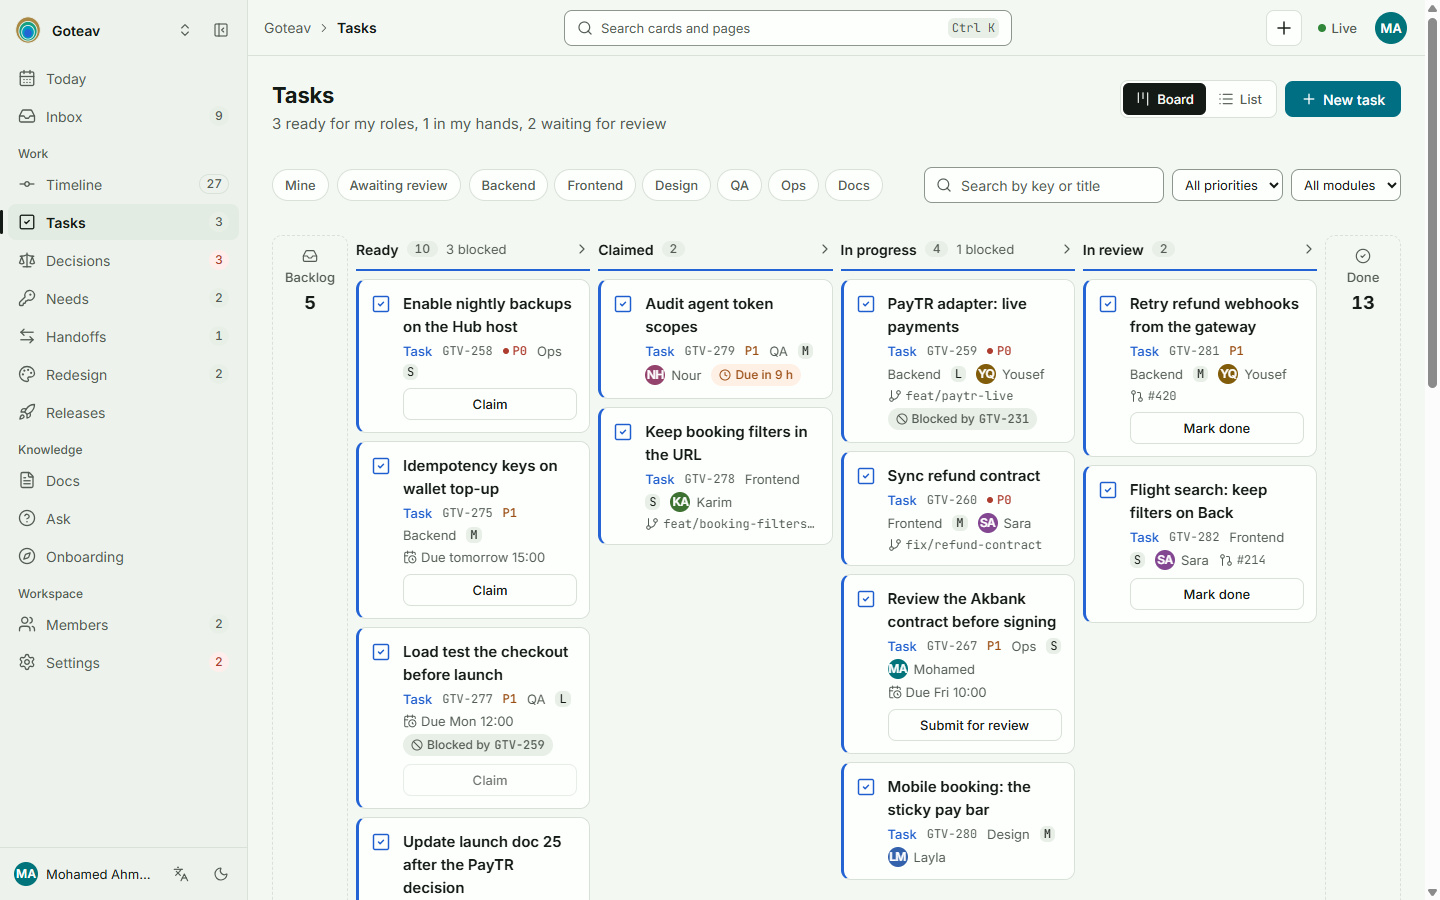 Goteav
Today
Inbox 9
Work
Timeline 27
Tasks 3
Decisions 3
Needs 2
Handoffs 1
Redesign 2
Releases
Knowledge
Docs
Ask
Onboarding
Workspace
Members 2
Settings 2
MA Mohamed Ahm...
Goteav > Tasks
Search cards and pages Ctrl K
Live MA
Tasks
3 ready for my roles, 1 in my hands, 2 waiting for review
Board List + New task
Mine Awaiting review Backend Frontend Design QA Ops Docs
Search by key or title All priorities All modules
Backlog
5
Ready 10 3 blocked
Enable nightly backups
on the Hub host
Task GTV-258 P0 Ops
S
Claim
Idempotency keys on
wallet top-up
Task GTV-275 P1
Backend M
Due tomorrow 15:00
Claim
Load test the checkout
before launch
Task GTV-277 P1 QA L
Due Mon 12:00
Blocked by GTV-259
Claim
Update launch doc 25
after the PayTR
decision
Claimed 2
Audit agent token
scopes
Task GTV-279 P1 QA M
NH Nour Due in 9 h
Keep booking filters in
the URL
Task GTV-278 Frontend
S KA Karim
feat/booking-filters…
In progress 4 1 blocked
PayTR adapter: live
payments
Task GTV-259 P0
Backend L YQ Yousef
feat/paytr-live
Blocked by GTV-231
Sync refund contract
Task GTV-260 P0
Frontend M SA Sara
fix/refund-contract
Review the Akbank
contract before signing
Task GTV-267 P1 Ops S
MA Mohamed
Due Fri 10:00
Submit for review
Mobile booking: the
sticky pay bar
Task GTV-280 Design M
LM Layla
In review 2
Retry refund webhooks
from the gateway
Task GTV-281 P1
Backend M YQ Yousef
#420
Mark done
Flight search: keep
filters on Back
Task GTV-282 Frontend
S SA Sara #214
Mark done
Done
13